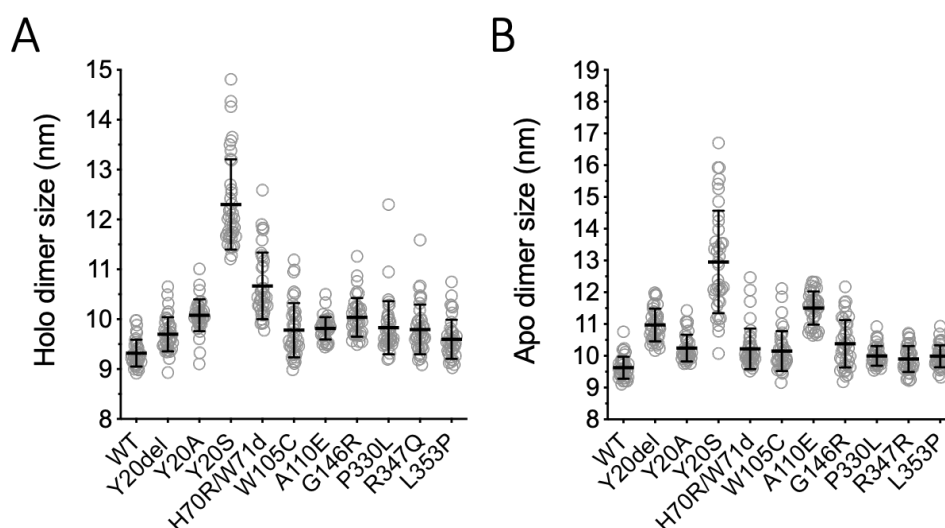 A
Holo dimer size (nm)
15
14
13
12
11
10
9
8
WT
Y20del
Y20A
Y20S
H70R/W71d
W105C
A110E
G146R
P330L
R347Q
L353P
B
Apo dimer size (nm)
19
18
17
16
15
14
13
12
11
10
9
8
WT
Y20del
Y20A
Y20S
H70R/W71d
W105C
A110E
G146R
P330L
R347R
L353P